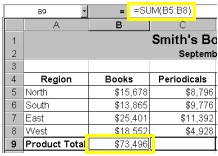 B9 = =SUM(B5:B8)
A B C
1 Smith's Bo
2 Septemb
3
4 Region Books Periodicals
5 North $15,678 $8,796
6 South $13,865 $9,776
7 East $25,401 $11,392
8 West $18,552 $4,928
9 Product Total $73,496